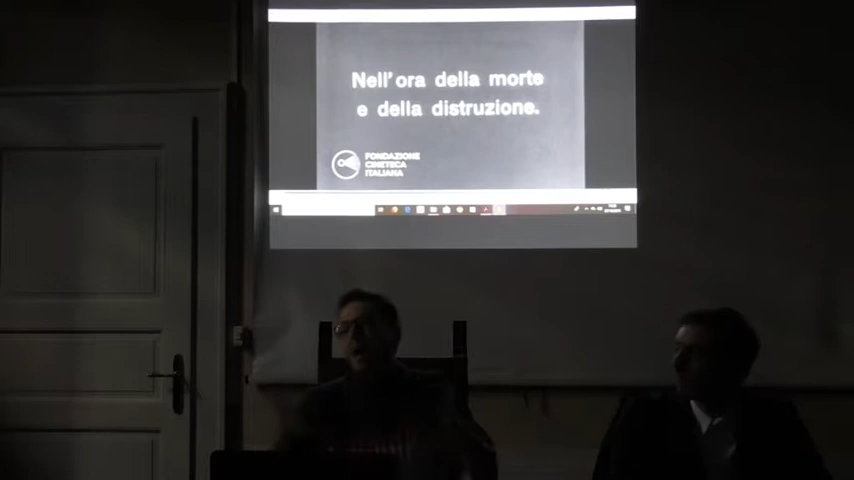 Nell'ora della morte
e della distruzione.
FONDAZIONE
CINETECA
ITALIANA